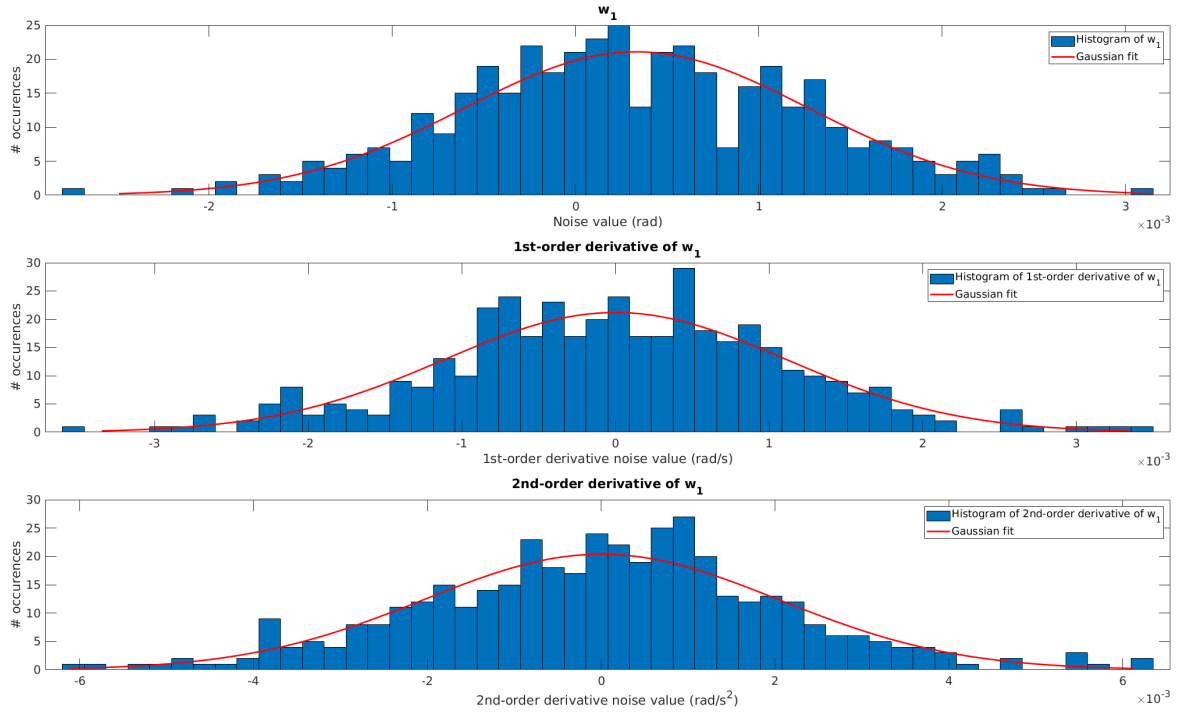 w1
25
20
15
10
5
0
# occurences
Histogram of w1
Gaussian fit
-2
-1
0
1
2
3
Noise value (rad)
×10-3
1st-order derivative of w1
30
25
20
15
10
5
0
# occurences
Histogram of 1st-order derivative of w1
Gaussian fit
-3
-2
-1
0
1
2
3
1st-order derivative noise value (rad/s)
×10-3
2nd-order derivative of w1
30
25
20
15
10
5
0
# occurences
Histogram of 2nd-order derivative of w1
Gaussian fit
-6
-4
-2
0
2
4
6
2nd-order derivative noise value (rad/s2)
×10-3